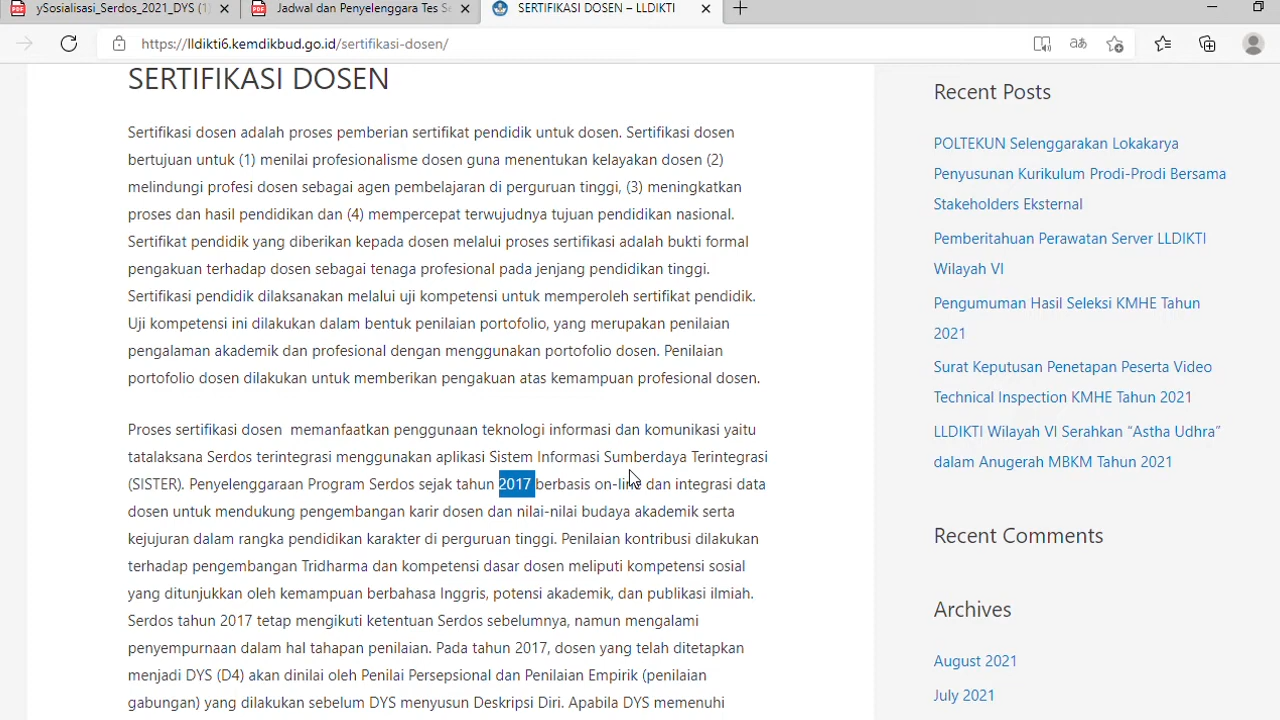 ySosialisasi_Serdos_2021_DYS (1)
Jadwal dan Penyelenggara Tes Se
SERTIFIKASI DOSEN – LLDIKTI
https://lldikti6.kemdikbud.go.id/sertifikasi-dosen/
aあ
SERTIFIKASI DOSEN
Sertifikasi dosen adalah proses pemberian sertifikat pendidik untuk dosen. Sertifikasi dosen
bertujuan untuk (1) menilai profesionalisme dosen guna menentukan kelayakan dosen (2)
melindungi profesi dosen sebagai agen pembelajaran di perguruan tinggi, (3) meningkatkan
proses dan hasil pendidikan dan (4) mempercepat terwujudnya tujuan pendidikan nasional.
Sertifikat pendidik yang diberikan kepada dosen melalui proses sertifikasi adalah bukti formal
pengakuan terhadap dosen sebagai tenaga profesional pada jenjang pendidikan tinggi.
Sertifikasi pendidik dilaksanakan melalui uji kompetensi untuk memperoleh sertifikat pendidik.
Uji kompetensi ini dilakukan dalam bentuk penilaian portofolio, yang merupakan penilaian
pengalaman akademik dan profesional dengan menggunakan portofolio dosen. Penilaian
portofolio dosen dilakukan untuk memberikan pengakuan atas kemampuan profesional dosen.
Proses sertifikasi dosen  memanfaatkan penggunaan teknologi informasi dan komunikasi yaitu
tatalaksana Serdos terintegrasi menggunakan aplikasi Sistem Informasi Sumberdaya Terintegrasi
(SISTER). Penyelenggaraan Program Serdos sejak tahun 2017 berbasis on-line dan integrasi data
dosen untuk mendukung pengembangan karir dosen dan nilai-nilai budaya akademik serta
kejujuran dalam rangka pendidikan karakter di perguruan tinggi. Penilaian kontribusi dilakukan
terhadap pengembangan Tridharma dan kompetensi dasar dosen meliputi kompetensi sosial
yang ditunjukkan oleh kemampuan berbahasa Inggris, potensi akademik, dan publikasi ilmiah.
Serdos tahun 2017 tetap mengikuti ketentuan Serdos sebelumnya, namun mengalami
penyempurnaan dalam hal tahapan penilaian. Pada tahun 2017, dosen yang telah ditetapkan
menjadi DYS (D4) akan dinilai oleh Penilai Persepsional dan Penilaian Empirik (penilaian
gabungan) yang dilakukan sebelum DYS menyusun Deskripsi Diri. Apabila DYS memenuhi
Recent Posts
POLTEKUN Selenggarakan Lokakarya
Penyusunan Kurikulum Prodi-Prodi Bersama
Stakeholders Eksternal
Pemberitahuan Perawatan Server LLDIKTI
Wilayah VI
Pengumuman Hasil Seleksi KMHE Tahun
2021
Surat Keputusan Penetapan Peserta Video
Technical Inspection KMHE Tahun 2021
LLDIKTI Wilayah VI Serahkan “Astha Udhra”
dalam Anugerah MBKM Tahun 2021
Recent Comments
Archives
August 2021
July 2021